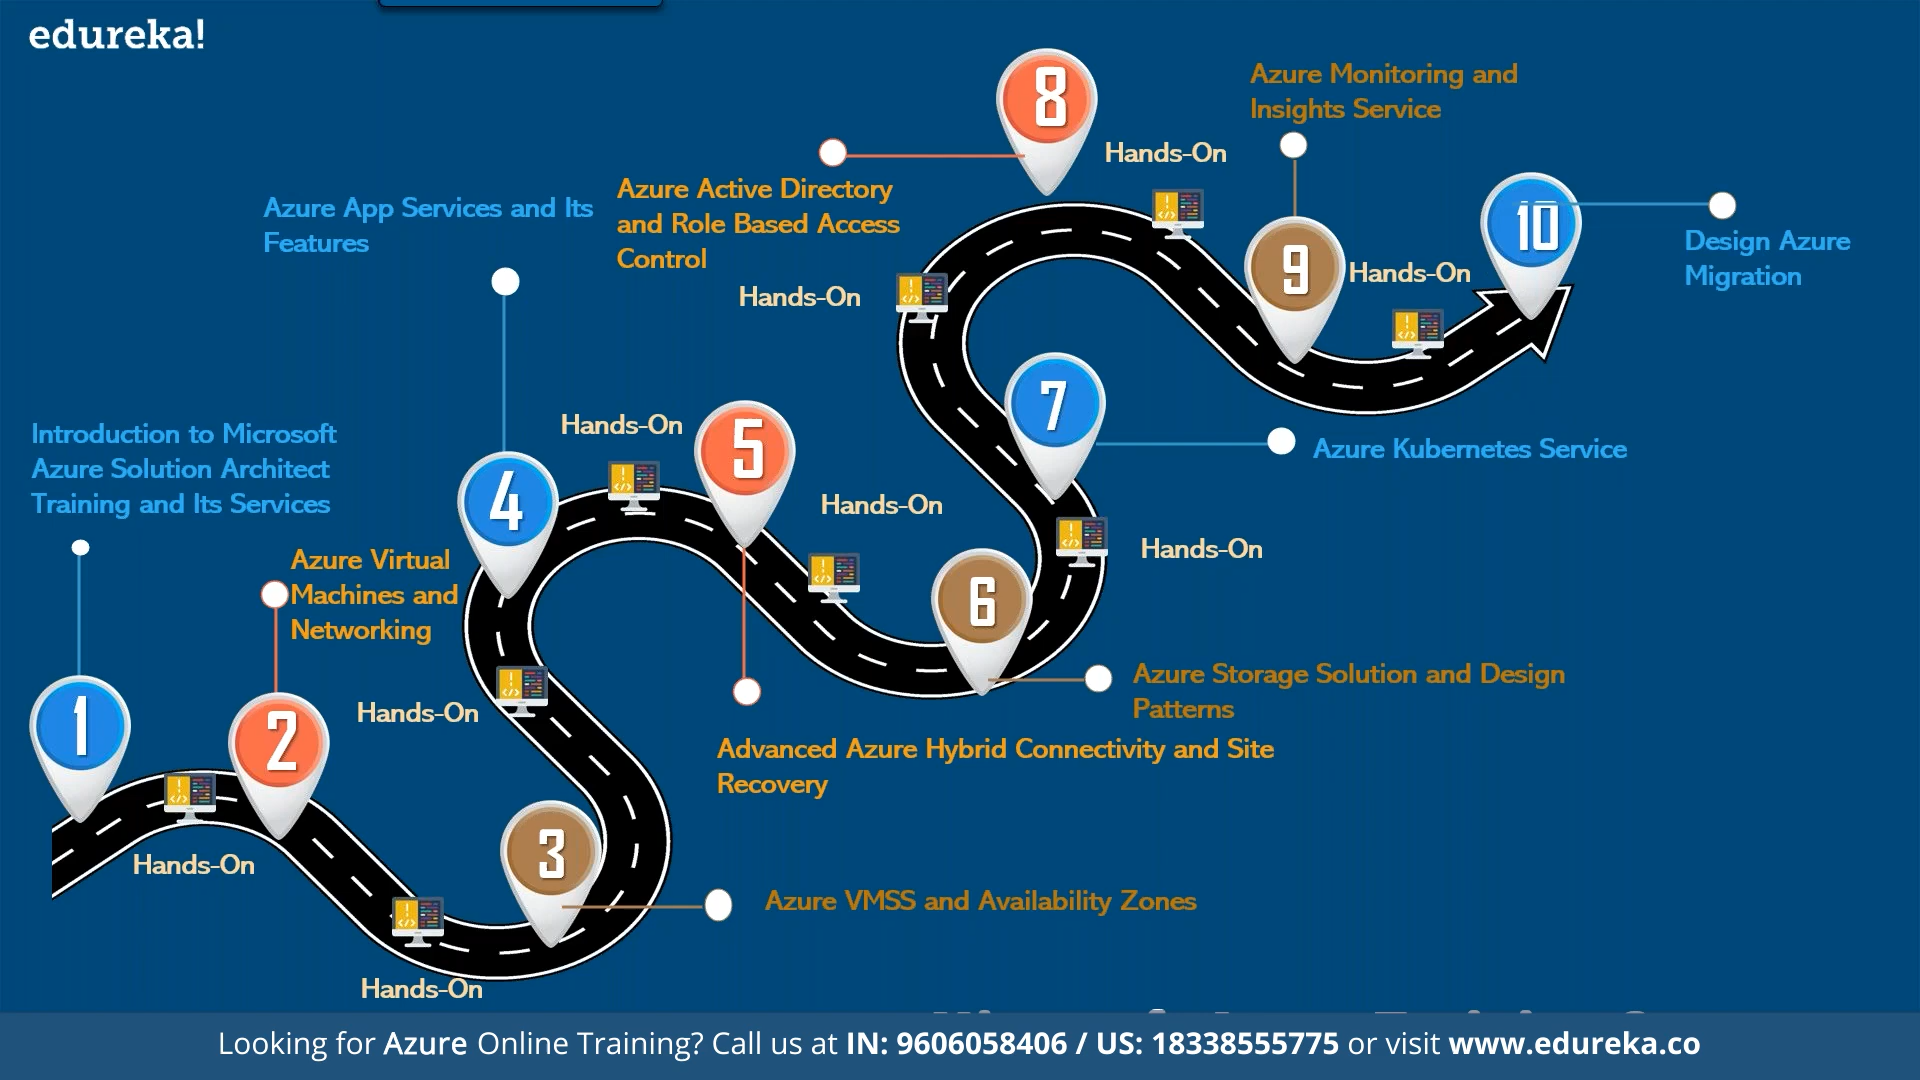 edureka!
8
Azure Monitoring and
Insights Service
Hands-On
Azure Active Directory
and Role Based Access
Control
Azure App Services and Its
Features
10
Design Azure
Migration
9
Hands-On
Hands-On
7
Azure Kubernetes Service
Introduction to Microsoft
Azure Solution Architect
Training and Its Services
Hands-On
5
4
Hands-On
Hands-On
Azure Virtual
Machines and
Networking
6
Azure Storage Solution and Design
Patterns
1
2
Hands-On
Advanced Azure Hybrid Connectivity and Site
Recovery
Hands-On
3
Azure VMSS and Availability Zones
Hands-On
Looking for Azure Online Training? Call us at IN: 9606058406 / US: 18338555775 or visit www.edureka.co